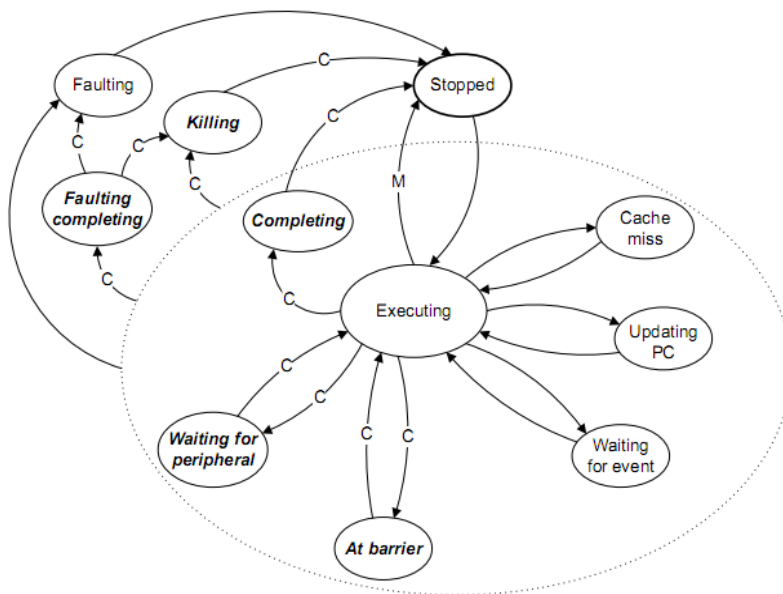 C
Faulting
Stopped
C
Killing
C
C
M
Faulting
completing
C
Completing
Cache
miss
C
C
Executing
Updating
PC
C
C
Waiting for
peripheral
C
C
Waiting
for event
At barrier